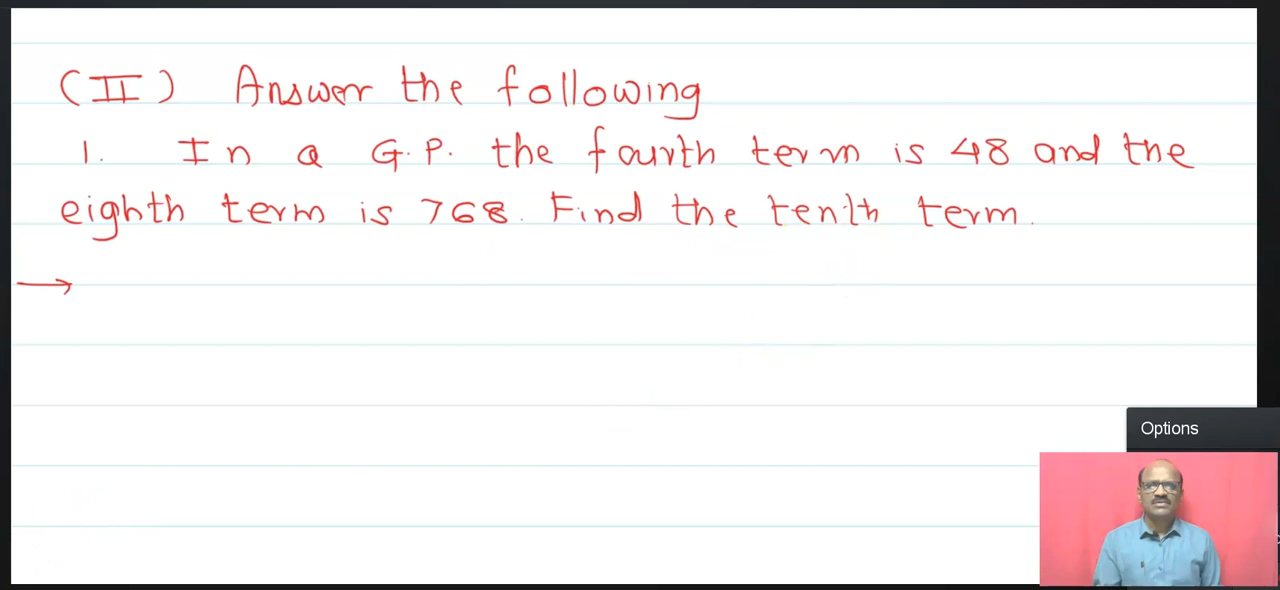 (II) Answer the following
1. In a G.P. the fourth term is 48 and the
eighth term is 768. Find the tenth term.
Options